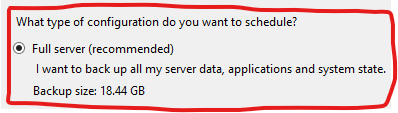 What type of configuration do you want to schedule?
Full server (recommended)
I want to back up all my server data, applications and system state.
Backup size: 18.44 GB